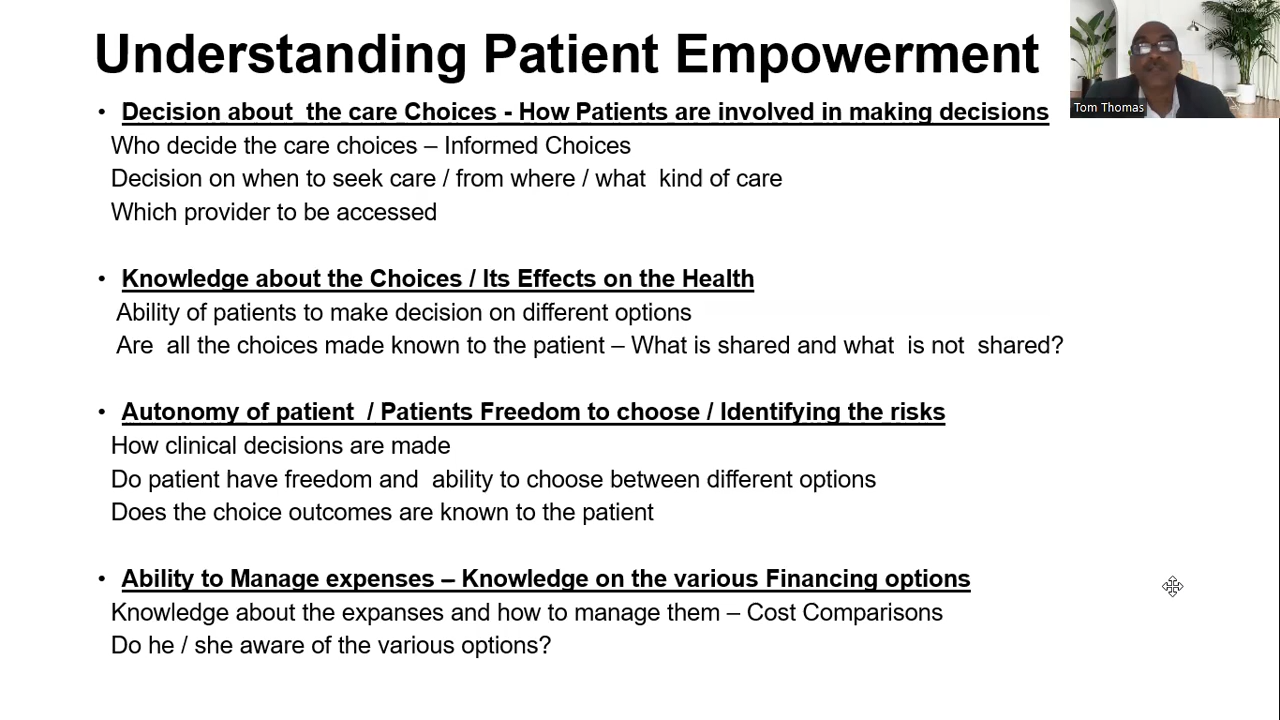 Understanding Patient Empowerment
Tom Thomas
• Decision about the care Choices - How Patients are involved in making decisions
Who decide the care choices – Informed Choices
Decision on when to seek care / from where / what kind of care
Which provider to be accessed
• Knowledge about the Choices / Its Effects on the Health
Ability of patients to make decision on different options
Are all the choices made known to the patient – What is shared and what is not shared?
• Autonomy of patient / Patients Freedom to choose / Identifying the risks
How clinical decisions are made
Do patient have freedom and ability to choose between different options
Does the choice outcomes are known to the patient
• Ability to Manage expenses – Knowledge on the various Financing options
Knowledge about the expanses and how to manage them – Cost Comparisons
Do he / she aware of the various options?